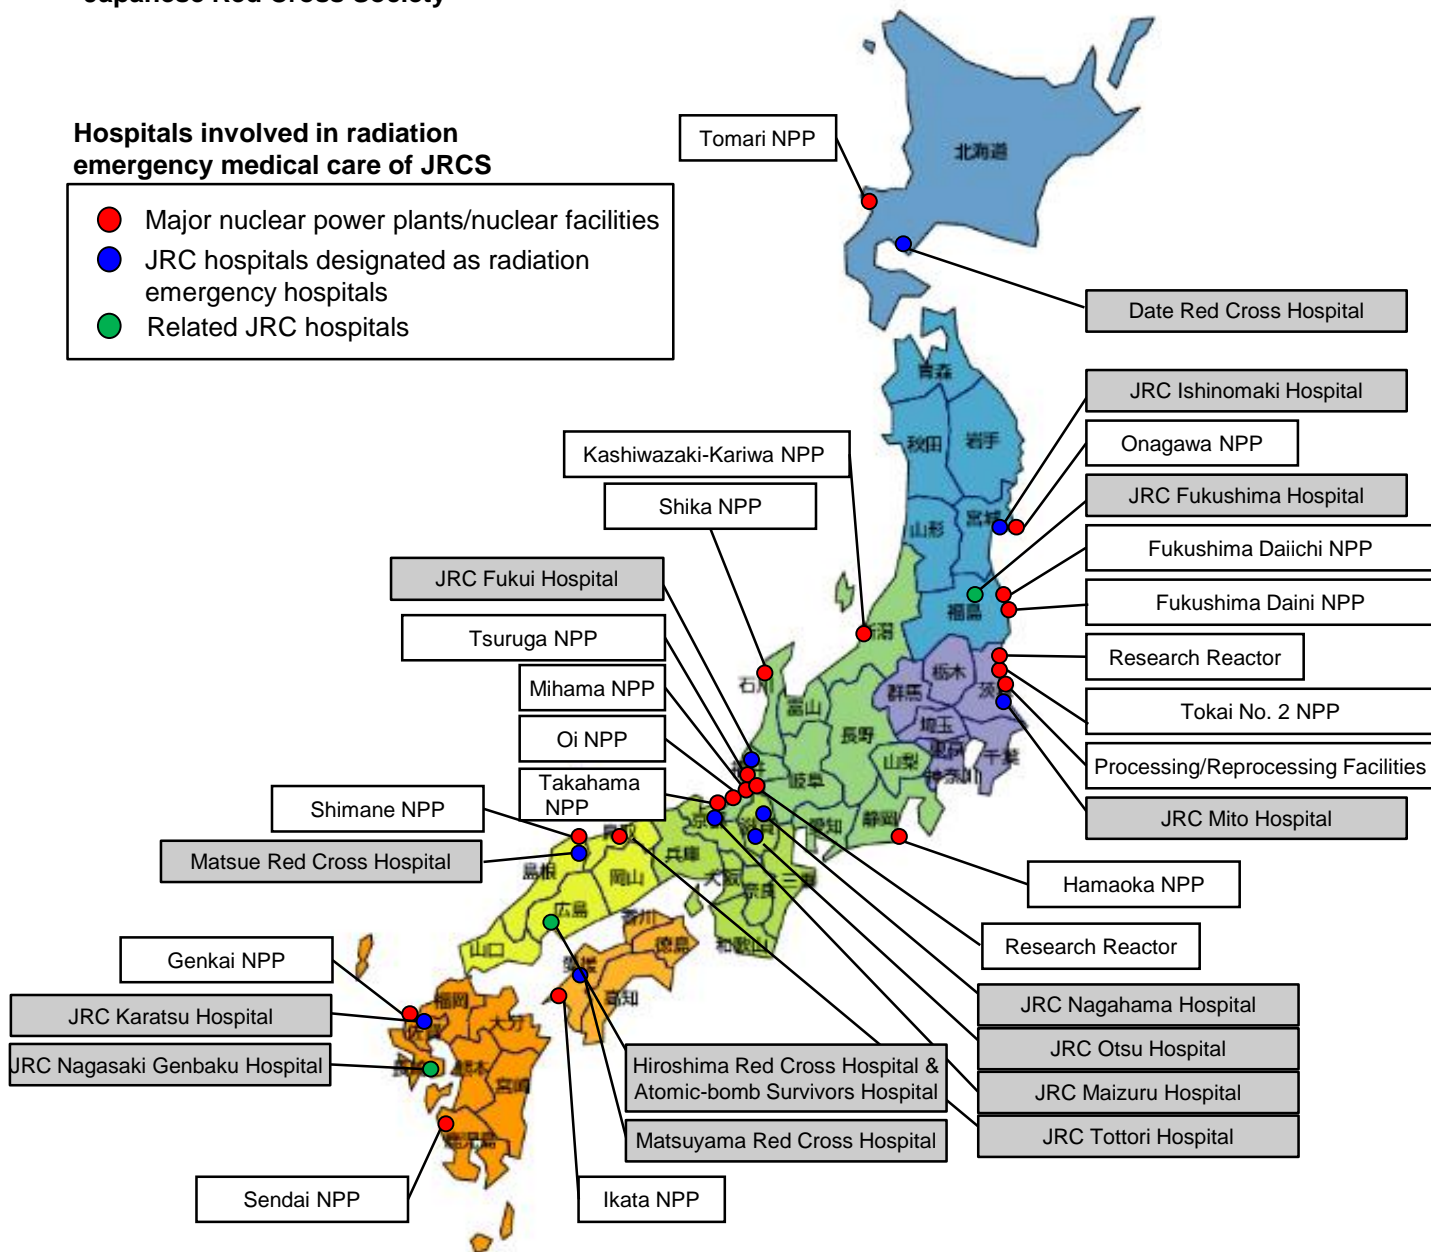 Japanese Red Cross Society
Hospitals involved in radiation
emergency medical care of JRCS
Major nuclear power plants/nuclear facilities
JRC hospitals designated as radiation
emergency hospitals
Related JRC hospitals
Tomari NPP
北海道
Date Red Cross Hospital
青森
JRC Ishinomaki Hospital
秋田
岩手
Onagawa NPP
Kashiwazaki-Kariwa NPP
JRC Fukushima Hospital
Shika NPP
宮城
山形
Fukushima Daiichi NPP
JRC Fukui Hospital
Fukushima Daini NPP
福島
Tsuruga NPP
Research Reactor
石川
栃木
群馬
Mihama NPP
富山
Tokai No. 2 NPP
長野
埼玉
Oi NPP
山梨
千葉
神奈川
岐阜
Processing/Reprocessing Facilities
Takahama
NPP
Shimane NPP
愛知
静岡
JRC Mito Hospital
Matsue Red Cross Hospital
兵庫
島根
岡山
大阪
奈良
Hamaoka NPP
広島
香川
徳島
和歌山
山口
Research Reactor
Genkai NPP
高知
福岡
JRC Nagahama Hospital
JRC Karatsu Hospital
大分
JRC Otsu Hospital
JRC Nagasaki Genbaku Hospital
宮崎
Hiroshima Red Cross Hospital &
Atomic-bomb Survivors Hospital
JRC Maizuru Hospital
JRC Tottori Hospital
Matsuyama Red Cross Hospital
Sendai NPP
Ikata NPP